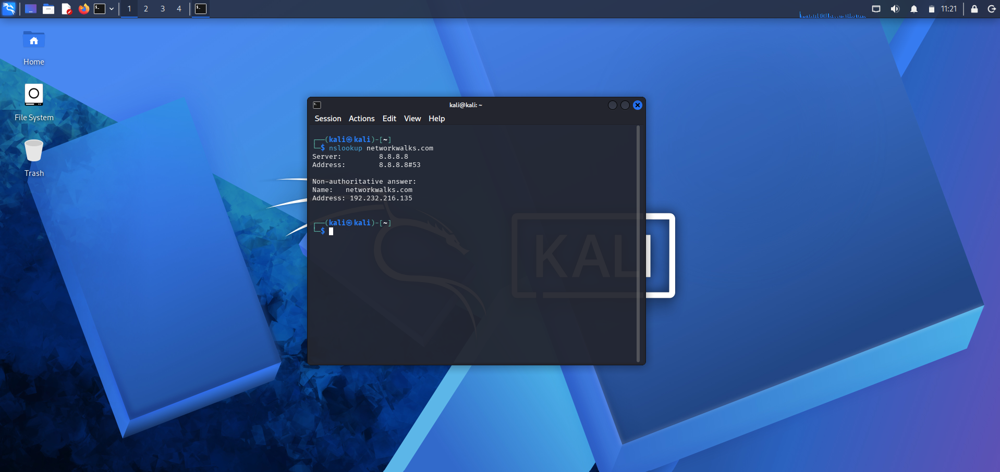 1 2 3 4
11:21
Home
File System
Trash
kali@kali: ~
Session Actions Edit View Help
┌──(kali㉿kali)-[~]
└─$ nslookup networkwalks.com
Server: 8.8.8.8
Address: 8.8.8.8#53
Non-authoritative answer:
Name: networkwalks.com
Address: 192.232.216.135
┌──(kali㉿kali)-[~]
└─$
KALI